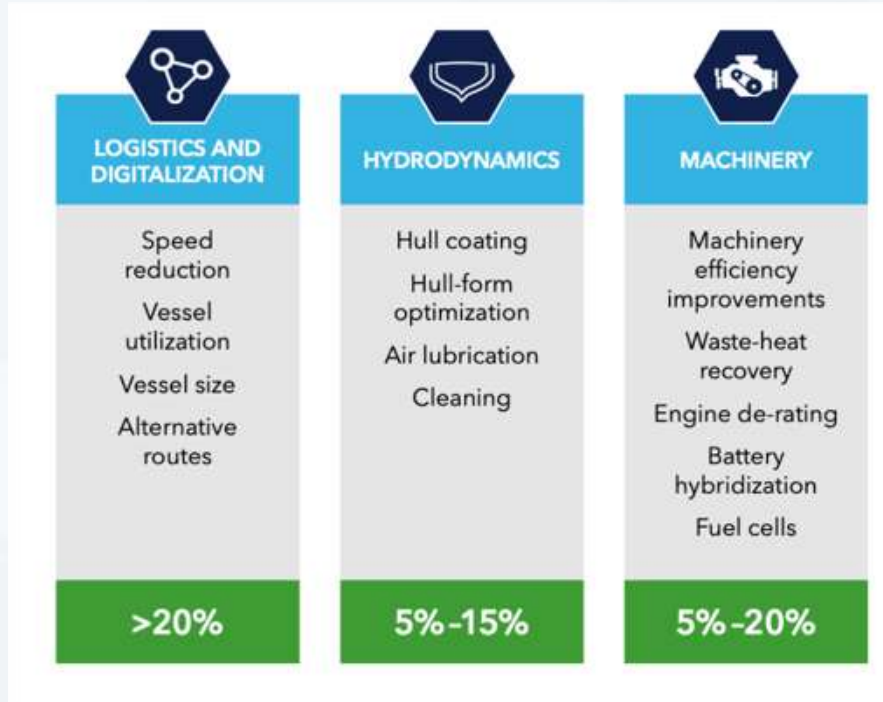 LOGISTICS AND
DIGITALIZATION
Speed
reduction
Vessel
utilization
Vessel size
Alternative
routes
>20%
HYDRODYNAMICS
Hull coating
Hull-form
optimization
Air lubrication
Cleaning
5%–15%
MACHINERY
Machinery
efficiency
improvements
Waste-heat
recovery
Engine de-rating
Battery
hybridization
Fuel cells
5%–20%